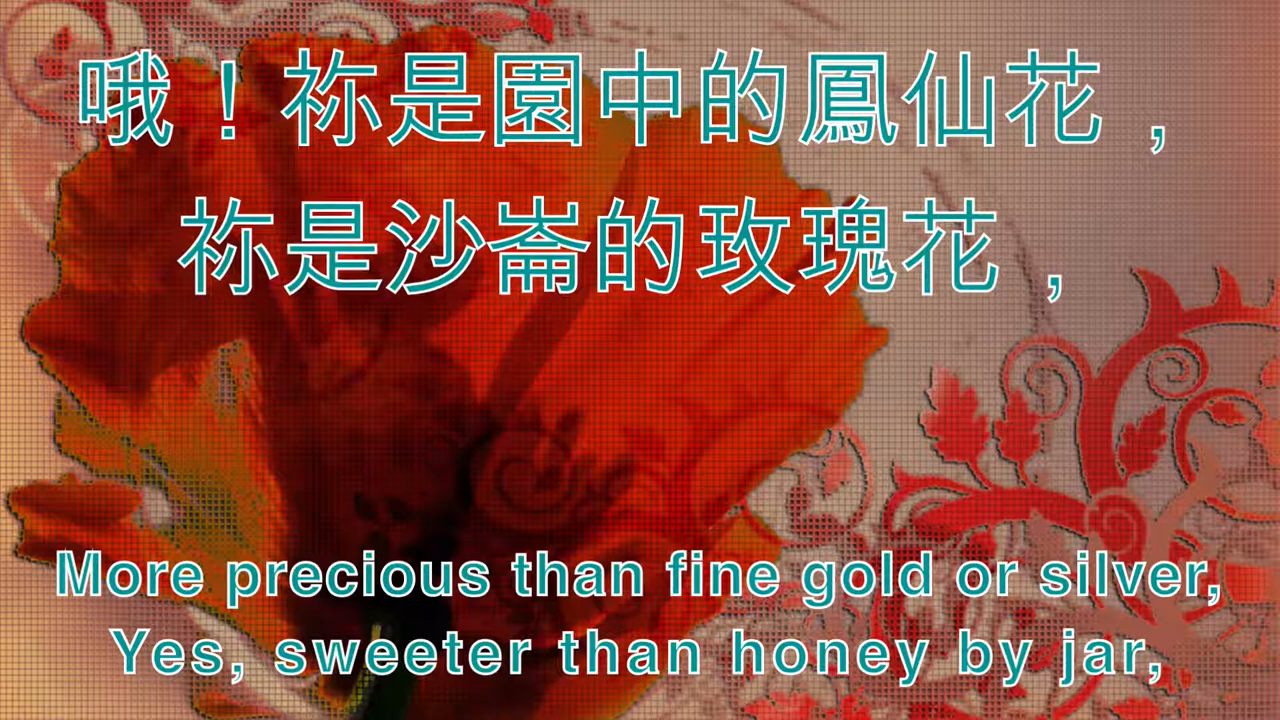 哦！祢是園中的鳳仙花，
祢是沙崙的玫瑰花，
More precious than fine gold or silver,
Yes, sweeter than honey by jar,